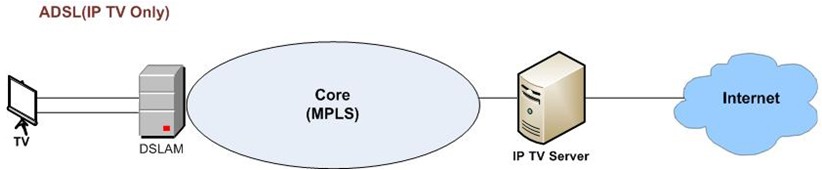 ADSL(IP TV Only)
TV
DSLAM
Core
(MPLS)
IP TV Server
Internet